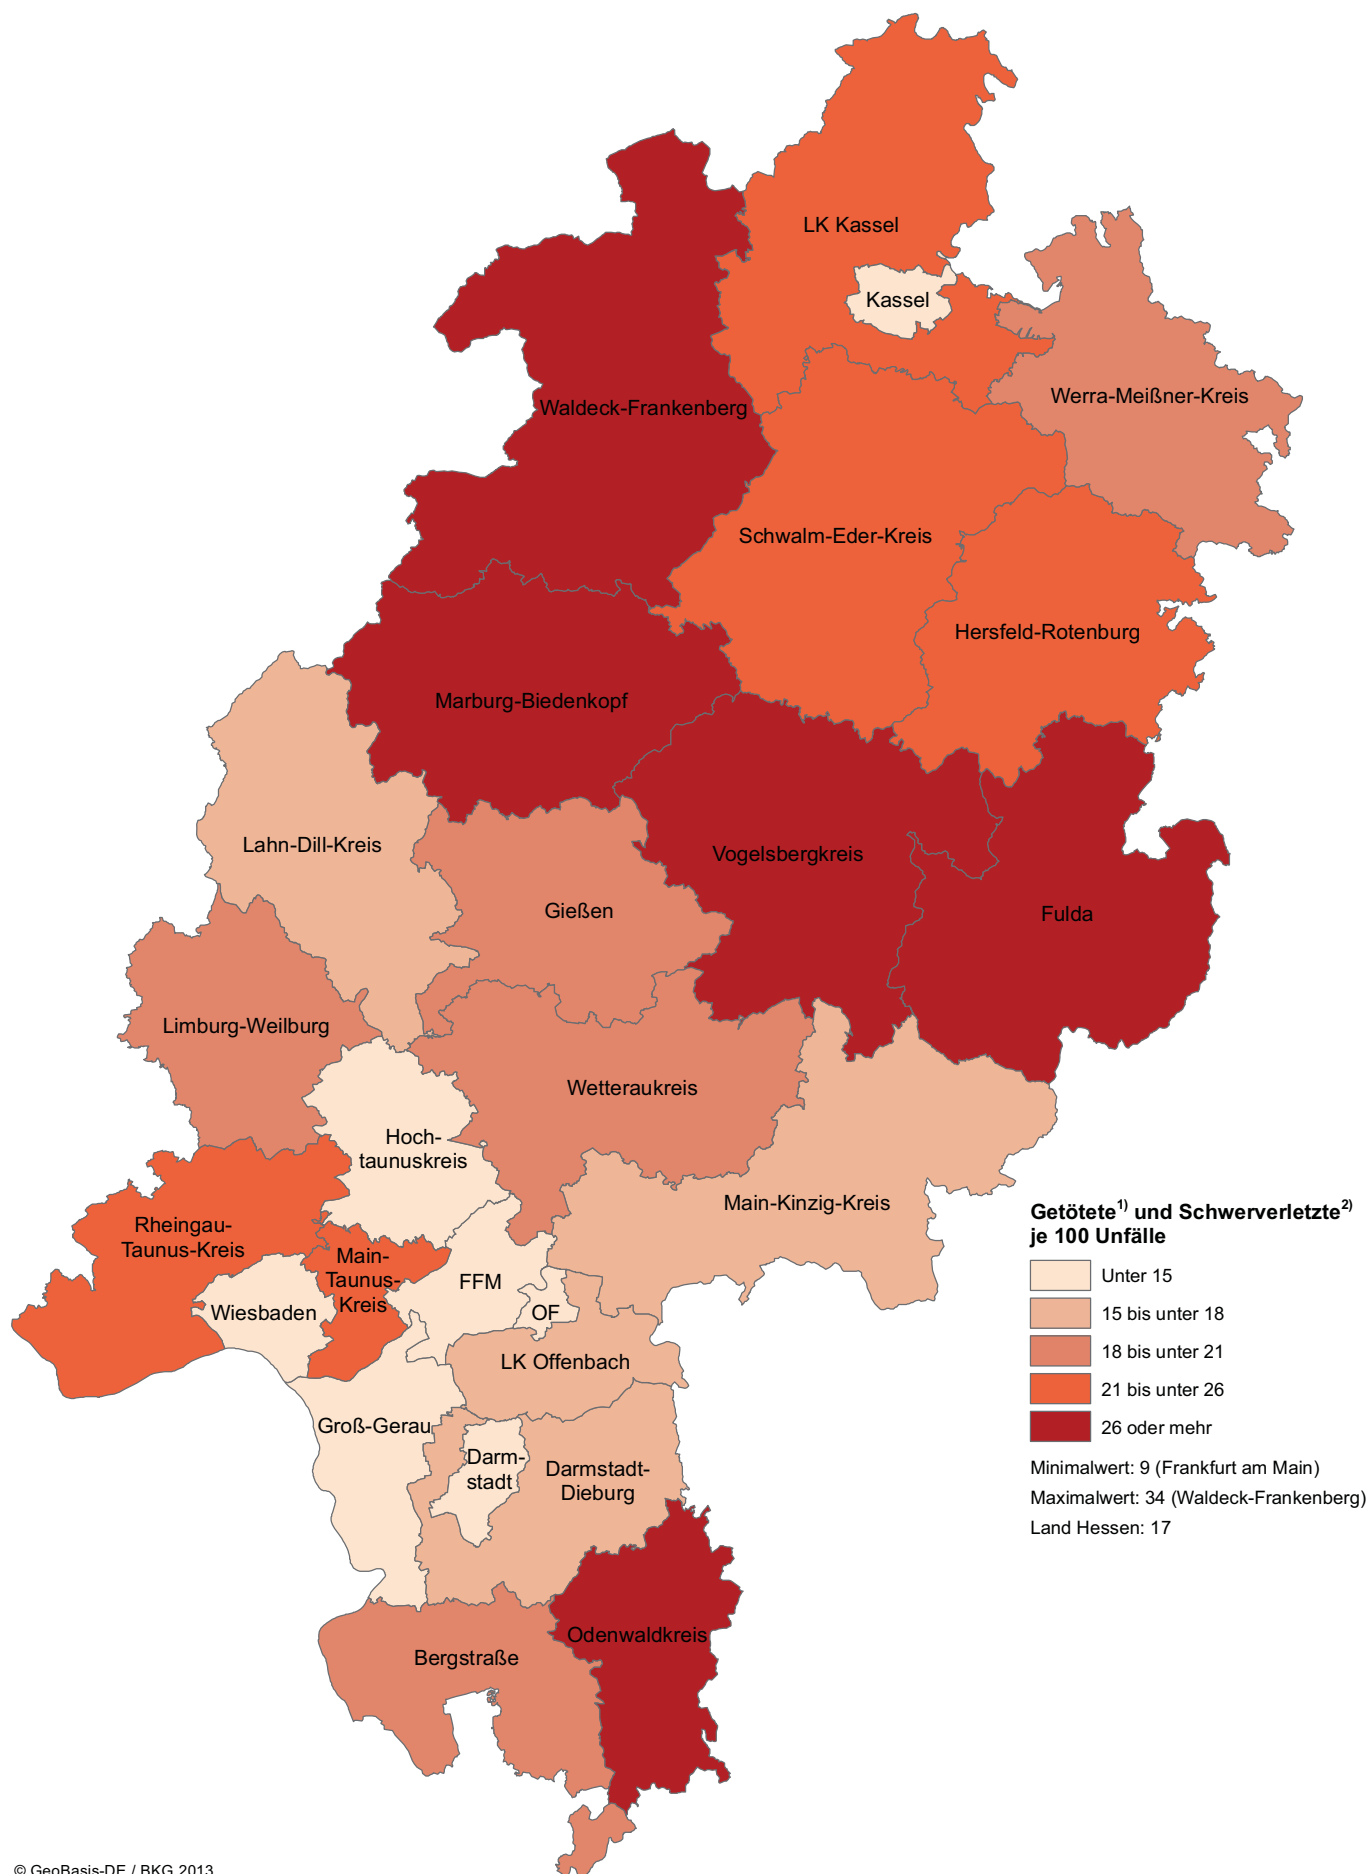 LK Kassel
Kassel
Werra-Meißner-Kreis
Waldeck-Frankenberg
Schwalm-Eder-Kreis
Hersfeld-Rotenburg
Marburg-Biedenkopf
Lahn-Dill-Kreis
Vogelsbergkreis
Gießen
Fulda
Limburg-Weilburg
Wetteraukreis
Hoch-
taunuskreis
Main-Kinzig-Kreis
Rheingau-
Taunus-Kreis
Main-
Taunus-
Kreis
FFM
Wiesbaden
OF
LK Offenbach
Groß-Gerau
Darm-
stadt
Darmstadt-
Dieburg
Odenwaldkreis
Bergstraße
Getötete1) und Schwerverletzte2)
je 100 Unfälle
Unter 15
15 bis unter 18
18 bis unter 21
21 bis unter 26
26 oder mehr
Minimalwert: 9 (Frankfurt am Main)
Maximalwert: 34 (Waldeck-Frankenberg)
Land Hessen: 17
© GeoBasis-DE / BKG 2013